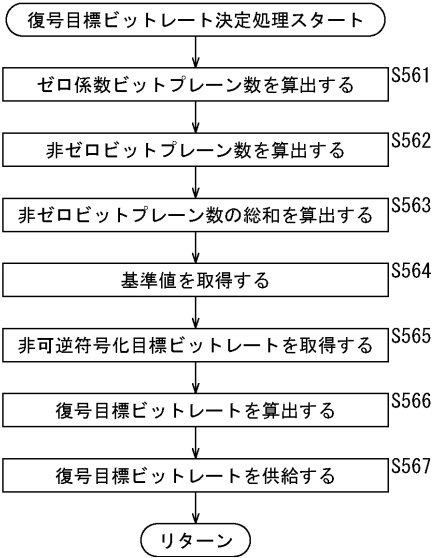 復号目標ビットレート決定処理スタート
ゼロ係数ビットプレーン数を算出する S561
非ゼロビットプレーン数を算出する S562
非ゼロビットプレーン数の総和を算出する S563
基準値を取得する S564
非可逆符号化目標ビットレートを取得する S565
復号目標ビットレートを算出する S566
復号目標ビットレートを供給する S567
リターン